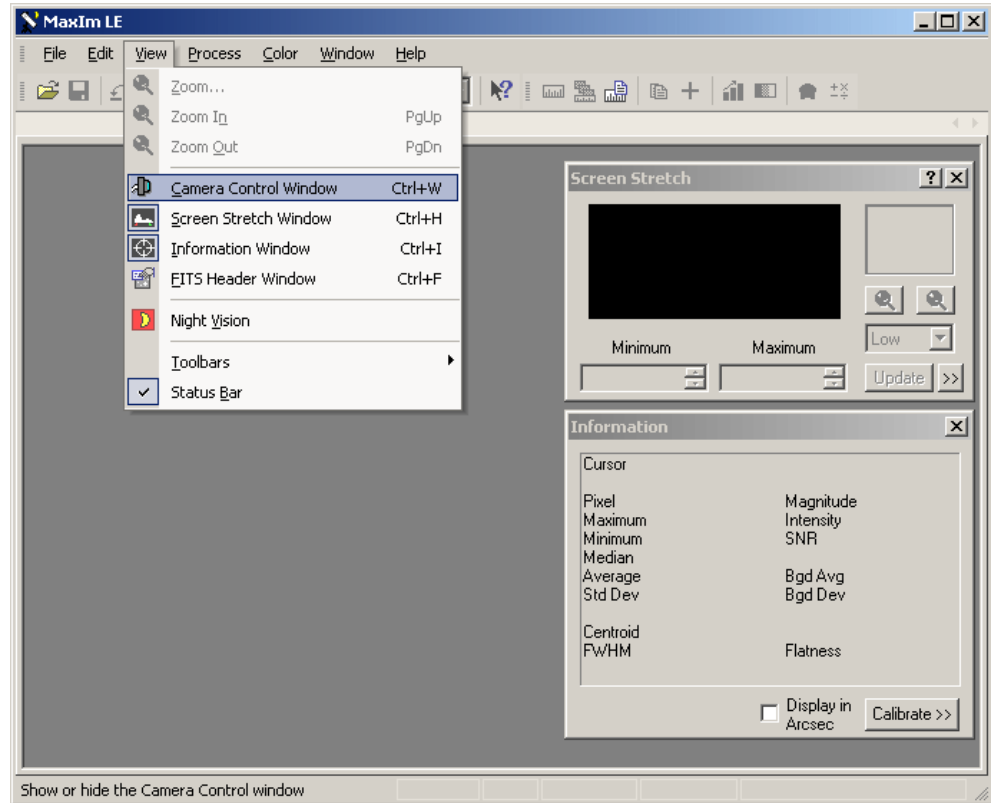 MaxIm LE
File Edit View Process Color Window Help
Zoom...
Zoom In PgUp
Zoom Out PgDn
Camera Control Window Ctrl+W
Screen Stretch Window Ctrl+H
Information Window Ctrl+I
FITS Header Window Ctrl+F
Night Vision
Toolbars
Status Bar
Screen Stretch
Minimum Maximum
Low
Update >>
Information
Cursor
Pixel Magnitude
Maximum Intensity
Minimum SNR
Median
Average Bgd Avg
Std Dev Bgd Dev
Centroid
FWHM Flatness
Display in
Arcsec
Calibrate >>
Show or hide the Camera Control window